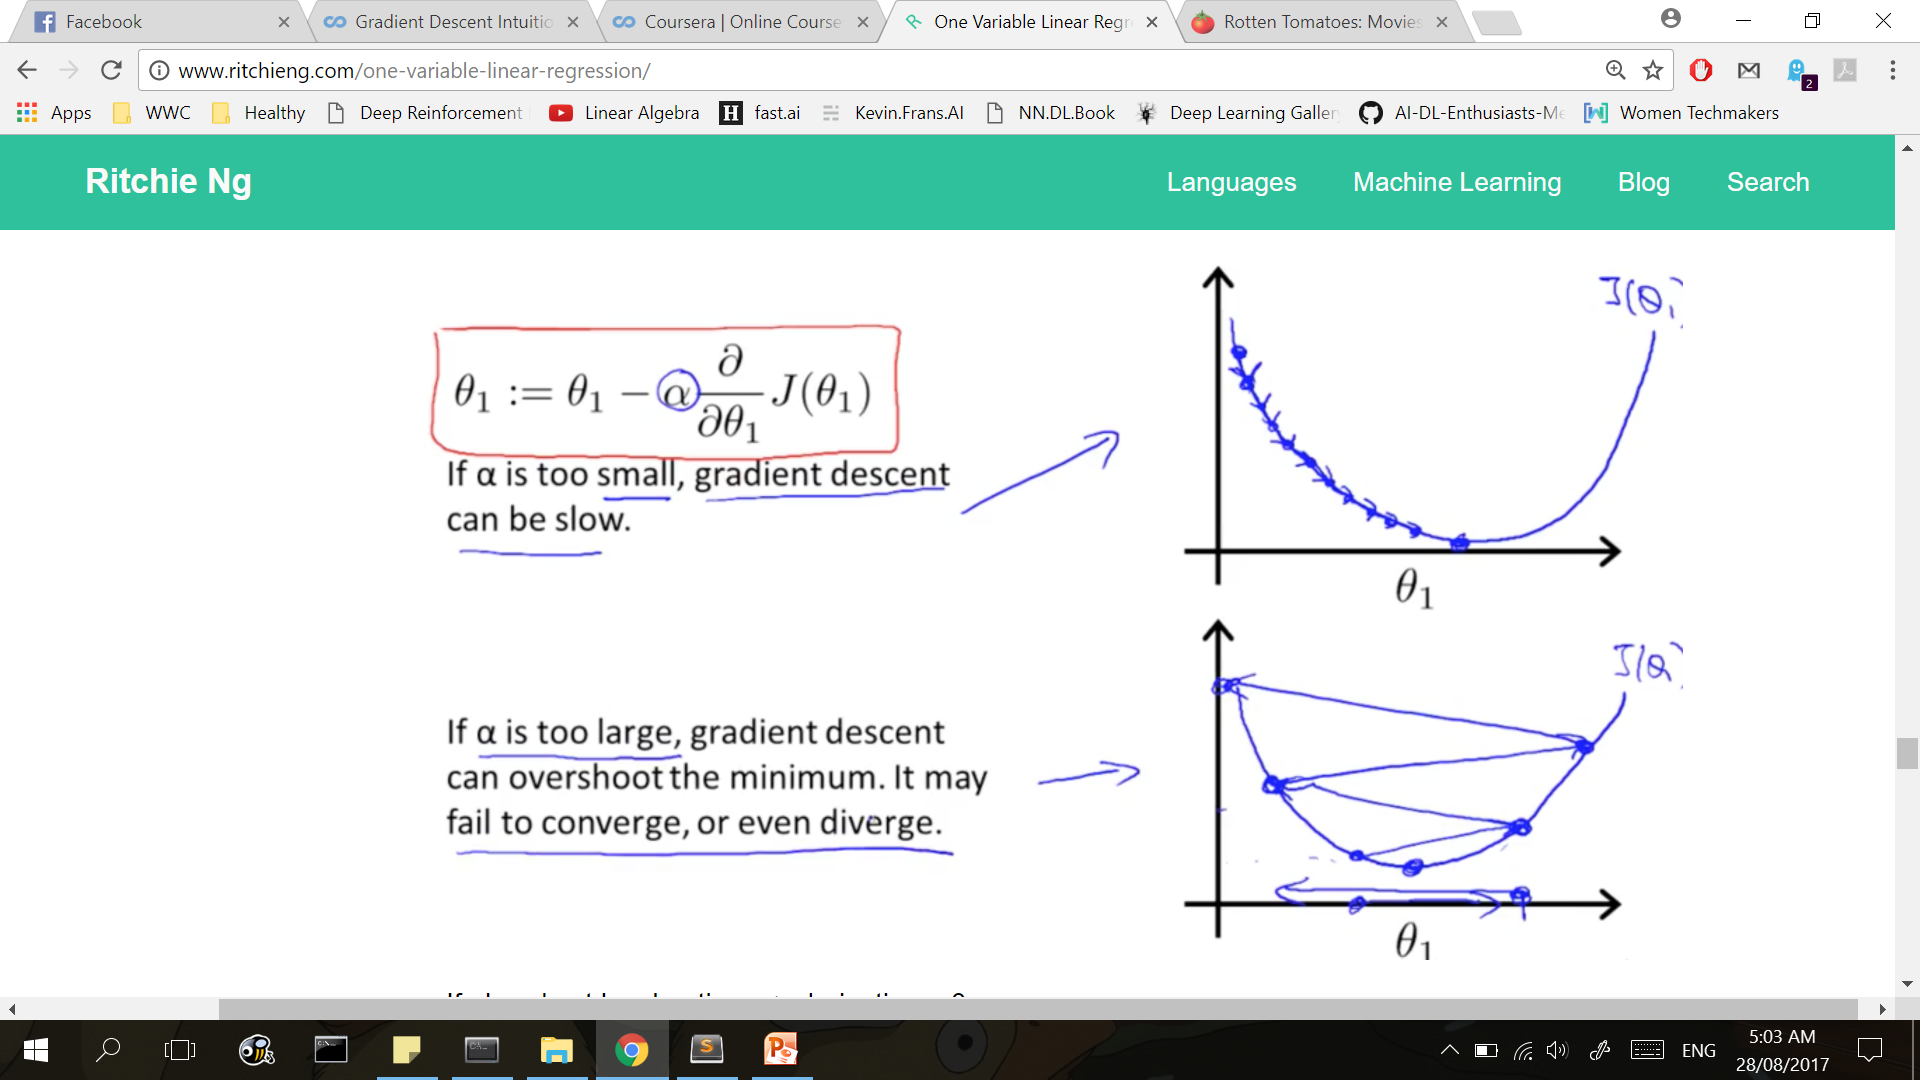 Facebook
Gradient Descent Intuitio
Coursera | Online Course
One Variable Linear Regr
Rotten Tomatoes: Movies
www.ritchieng.com/one-variable-linear-regression/
2
Apps
WWC
Healthy
Deep Reinforcement
Linear Algebra
H
fast.ai
Kevin.Frans.AI
NN.DL.Book
Deep Learning Galler
AI-DL-Enthusiasts-Me
Women Techmakers
Ritchie Ng
Languages
Machine Learning
Blog
Search
θ₁ := θ₁ − α ∂/∂θ₁ J(θ₁)
If α is too small, gradient descent
can be slow.
J(θ₁)
θ₁
If α is too large, gradient descent
can overshoot the minimum. It may
fail to converge, or even diverge.
J(θ
θ₁
ENG
5:03 AM
28/08/2017